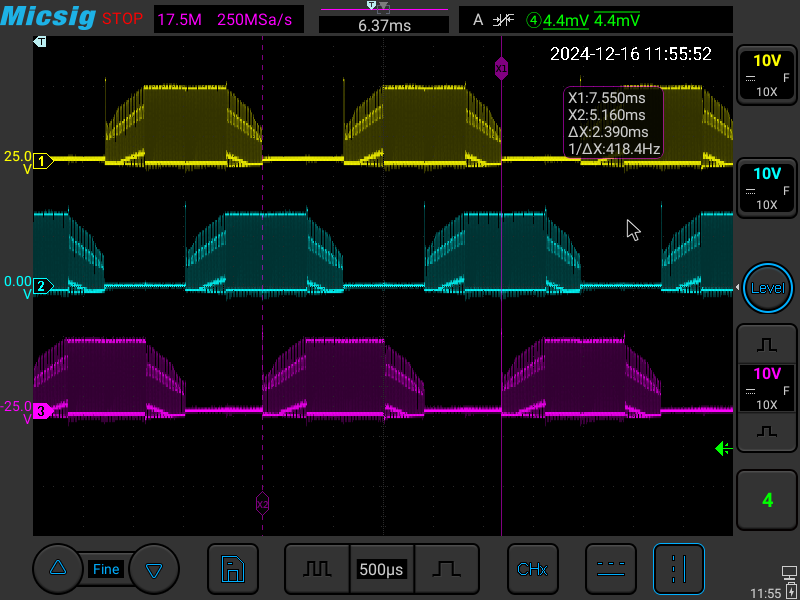 Micsig STOP 17.5M 250MSa/s T 6.37ms A 4 4.4mV 4.4mV
T
X1
2024-12-16 11:55:52
10V
F
10X
X1:7.550ms
X2:5.160ms
ΔX:2.390ms
1/ΔX:418.4Hz
25.0
V
1
10V
F
10X
0.00
V
2
Level
10V
F
10X
-25.0
V
3
X2
4
Fine
500µs
CHx
11:55